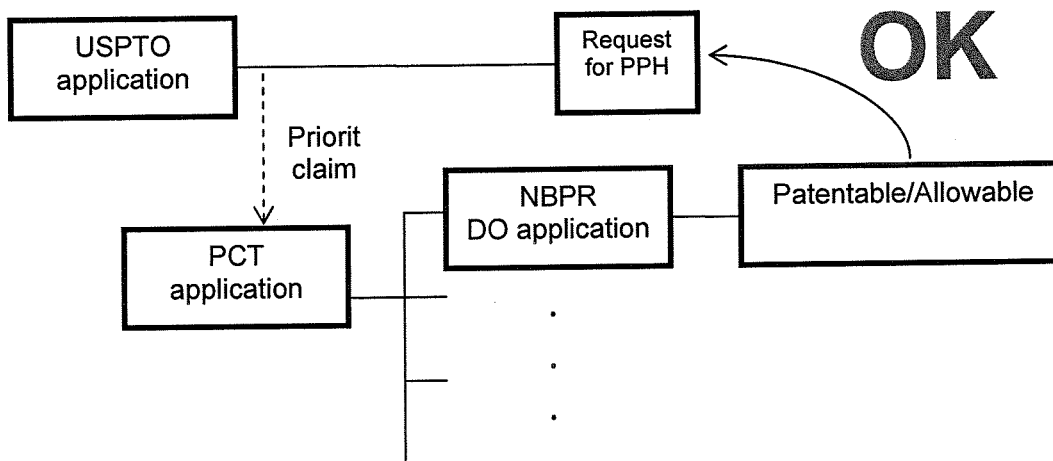 USPTO
application
Request
for PPH
OK
Priorit
claim
NBPR
DO application
Patentable/Allowable
PCT
application